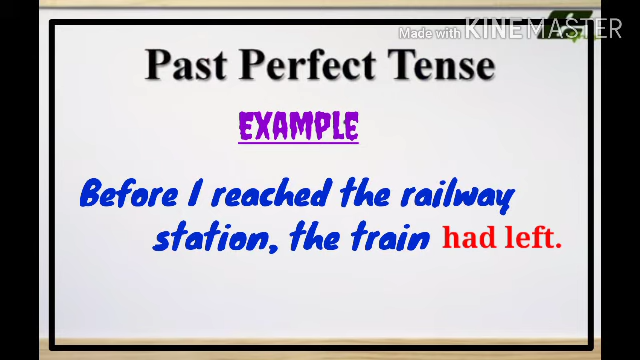 Made with KINEMASTER
Past Perfect Tense
EXAMPLE
Before I reached the railway
station, the train had left.